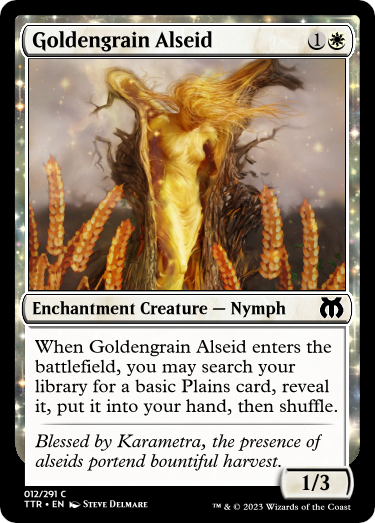 Goldengrain Alseid 1
Enchantment Creature — Nymph
When Goldengrain Alseid enters the
battlefield, you may search your
library for a basic Plains card, reveal
it, put it into your hand, then shuffle.
Blessed by Karametra, the presence of
alseids portend bountiful harvest.
1/3
012/291 C
TTR • EN Steve Delmare
™ & © 2023 Wizards of the Coast